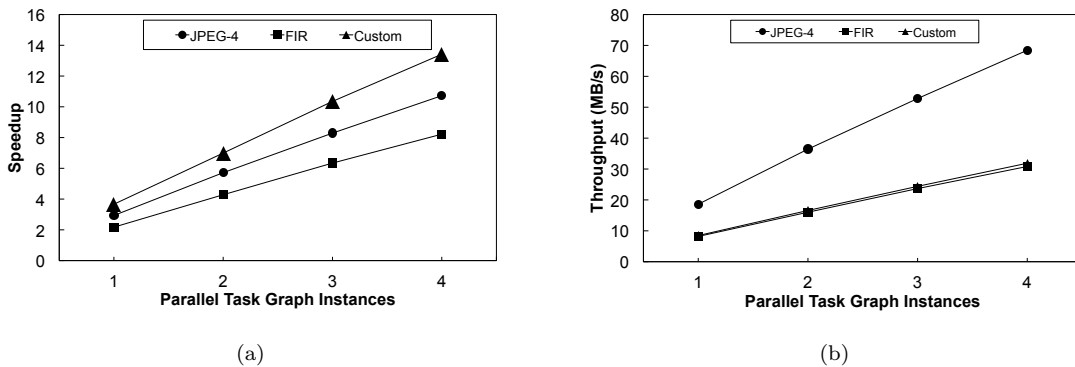 16
14
12
10
8
6
4
2
0
Speedup
JPEG-4 FIR Custom
1 2 3 4
Parallel Task Graph Instances
(a)
80
70
60
50
40
30
20
10
0
Throughput (MB/s)
JPEG-4 FIR Custom
1 2 3 4
Parallel Task Graph Instances
(b)